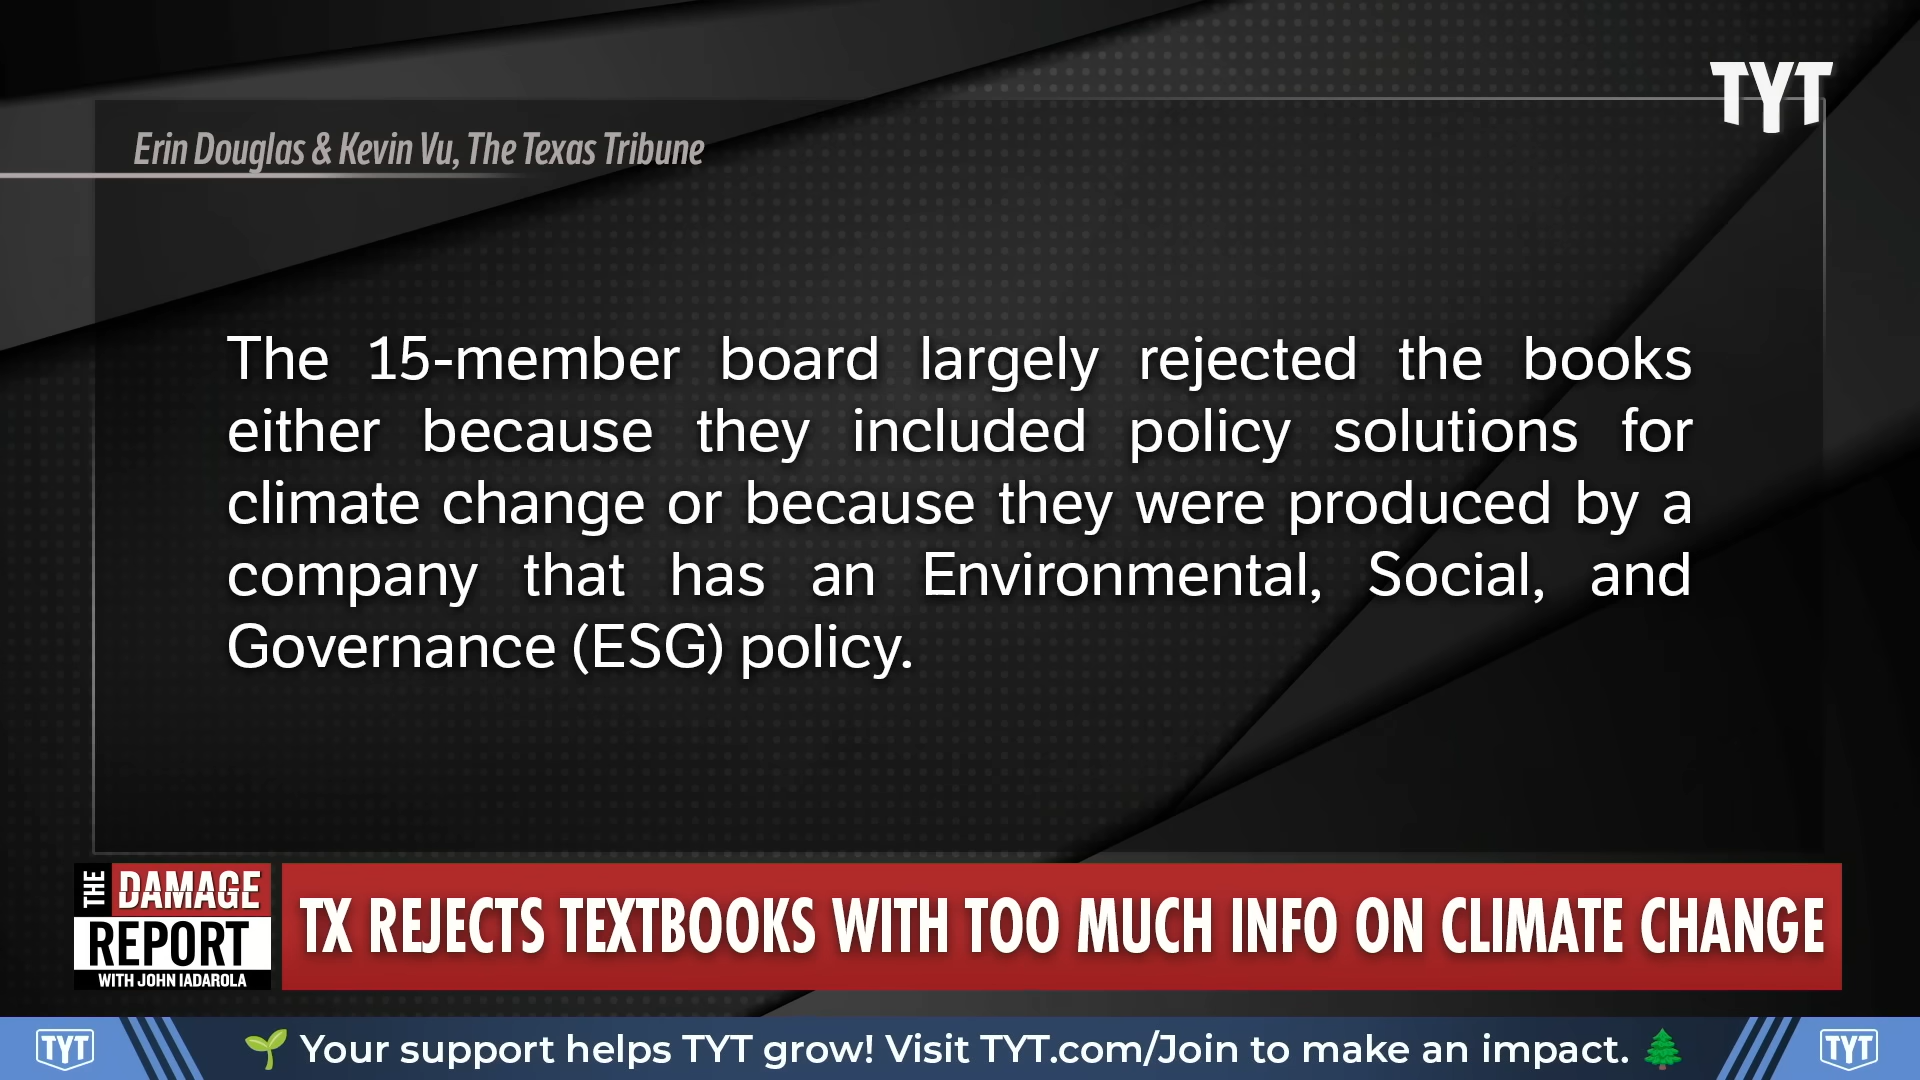 TYT
Erin Douglas & Kevin Vu, The Texas Tribune
The 15-member board largely rejected the books
either because they included policy solutions for
climate change or because they were produced by a
company that has an Environmental, Social, and
Governance (ESG) policy.
THE DAMAGE
REPORT
WITH JOHN IADAROLA
TX REJECTS TEXTBOOKS WITH TOO MUCH INFO ON CLIMATE CHANGE
TYT
🌱 Your support helps TYT grow! Visit TYT.com/Join to make an impact. 🌲
TYT